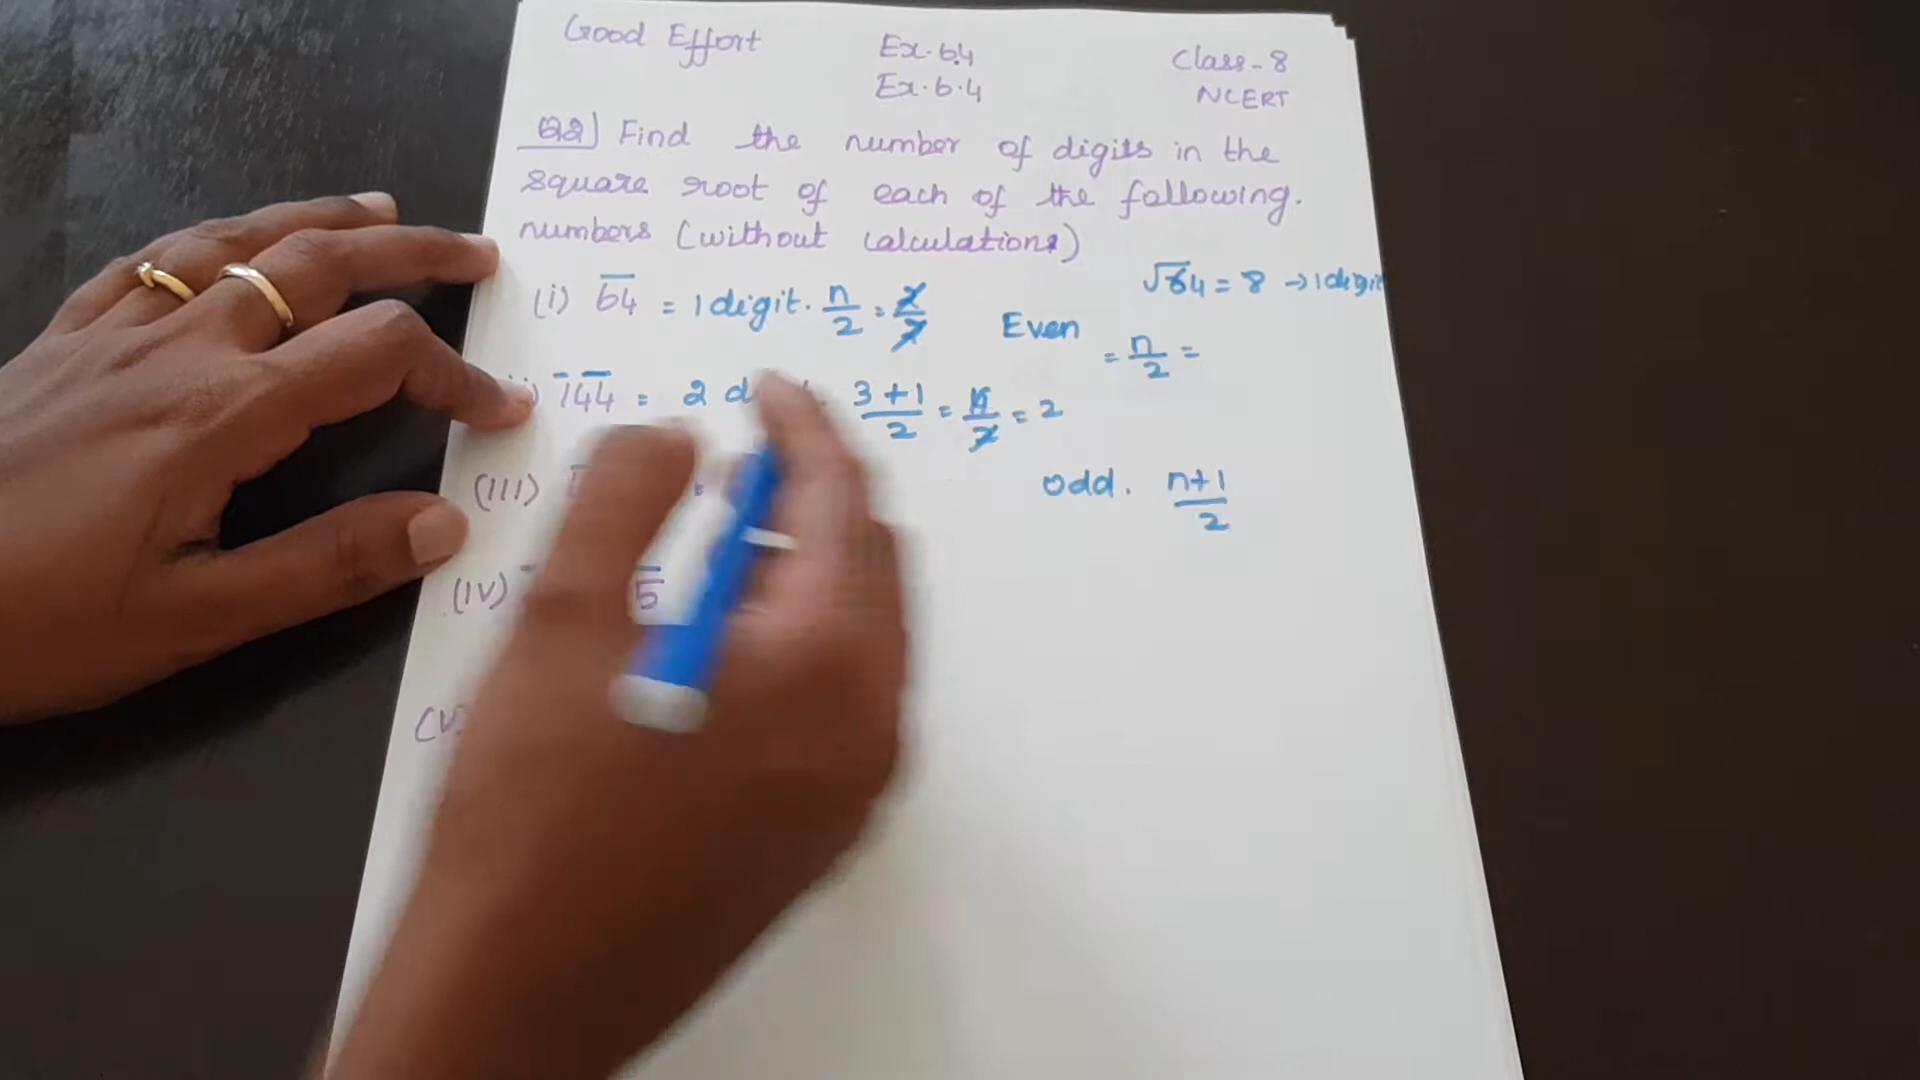 Good Effort
Ex. 6.4
Ex. 6.4
Class - 8
NCERT
Q2) Find the number of digits in the
square root of each of the following.
numbers (without calculations)
√64 = 8 → 1 digit
(i) 64 = 1 digit. n/2 = 2/2
Even
= n/2 =
144 = 2 3+1/2 = 4/2 = 2
(III)
Odd. n+1/2
(IV) 5
(V)